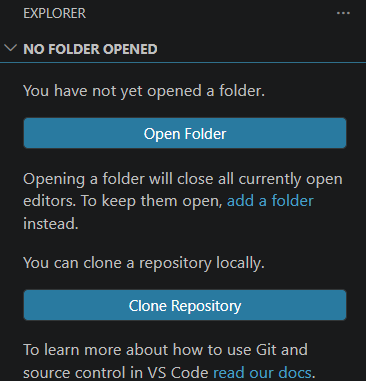 EXPLORER
NO FOLDER OPENED
You have not yet opened a folder.
Open Folder
Opening a folder will close all currently open
editors. To keep them open, add a folder
instead.
You can clone a repository locally.
Clone Repository
To learn more about how to use Git and
source control in VS Code read our docs.